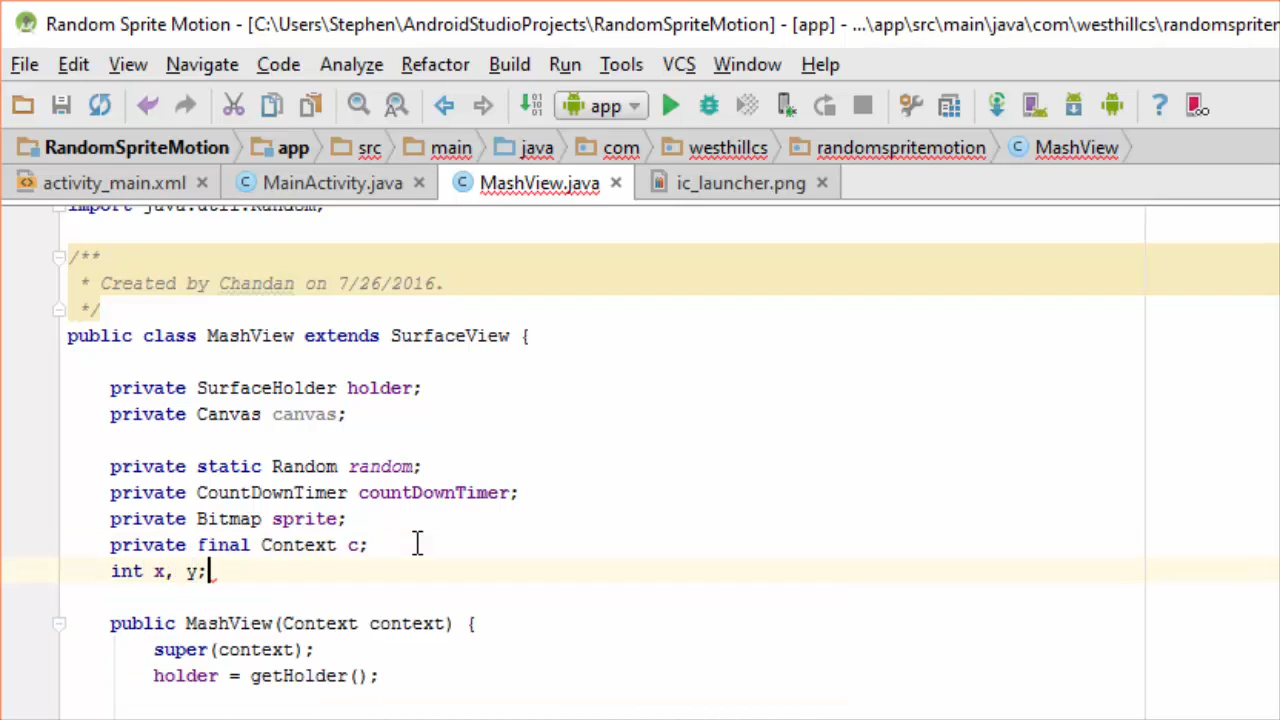 Random Sprite Motion - [C:\Users\Stephen\AndroidStudioProjects\RandomSpriteMotion] - [app] - ...\app\src\main\java\com\westhillcs\randomspriter
File Edit View Navigate Code Analyze Refactor Build Run Tools VCS Window Help
app
RandomSpriteMotion app src main java com westhillcs randomspritemotion MashView
activity_main.xml MainActivity.java MashView.java ic_launcher.png
import java.util.Random;
/**
* Created by Chandan on 7/26/2016.
*/
public class MashView extends SurfaceView {
private SurfaceHolder holder;
private Canvas canvas;
private static Random random;
private CountDownTimer countDownTimer;
private Bitmap sprite;
private final Context c;
int x, y;
public MashView(Context context) {
super(context);
holder = getHolder();